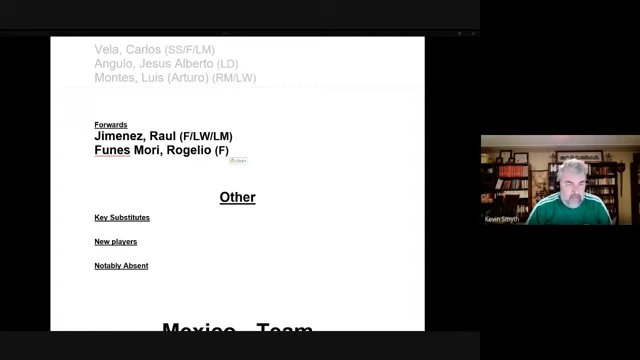 Vela, Carlos (SS/F/LM)
Angulo, Jesus Alberto (LD)
Montes, Luis (Arturo) (RM/LW)
Forwards
Jimenez, Raul (F/LW/LM)
Funes Mori, Rogelio (F)
(Ctrl)
Other
Key Substitutes
New players
Notably Absent
Mexico Team
Kevin Smyth